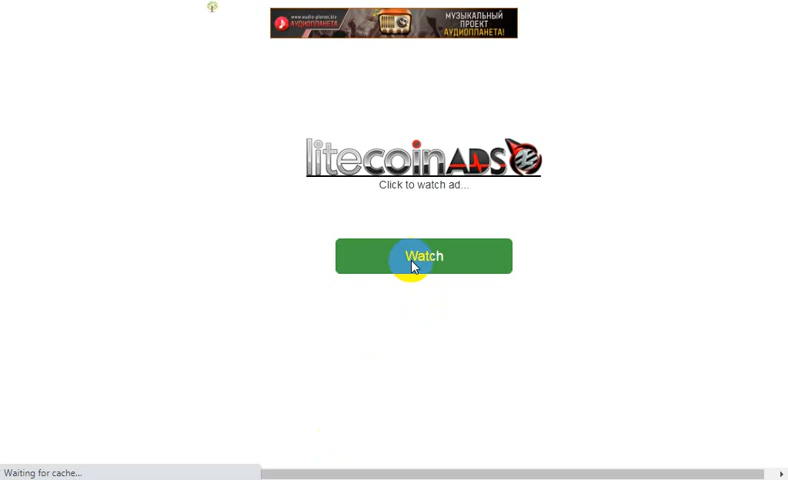 www.audio-planet.biz
АУДИОПЛАНЕТА
МУЗЫКАЛЬНЫЙ
ПРОЕКТ
АУДИОПЛАНЕТА!
litecoinADS
Click to watch ad...
Watch
Waiting for cache...